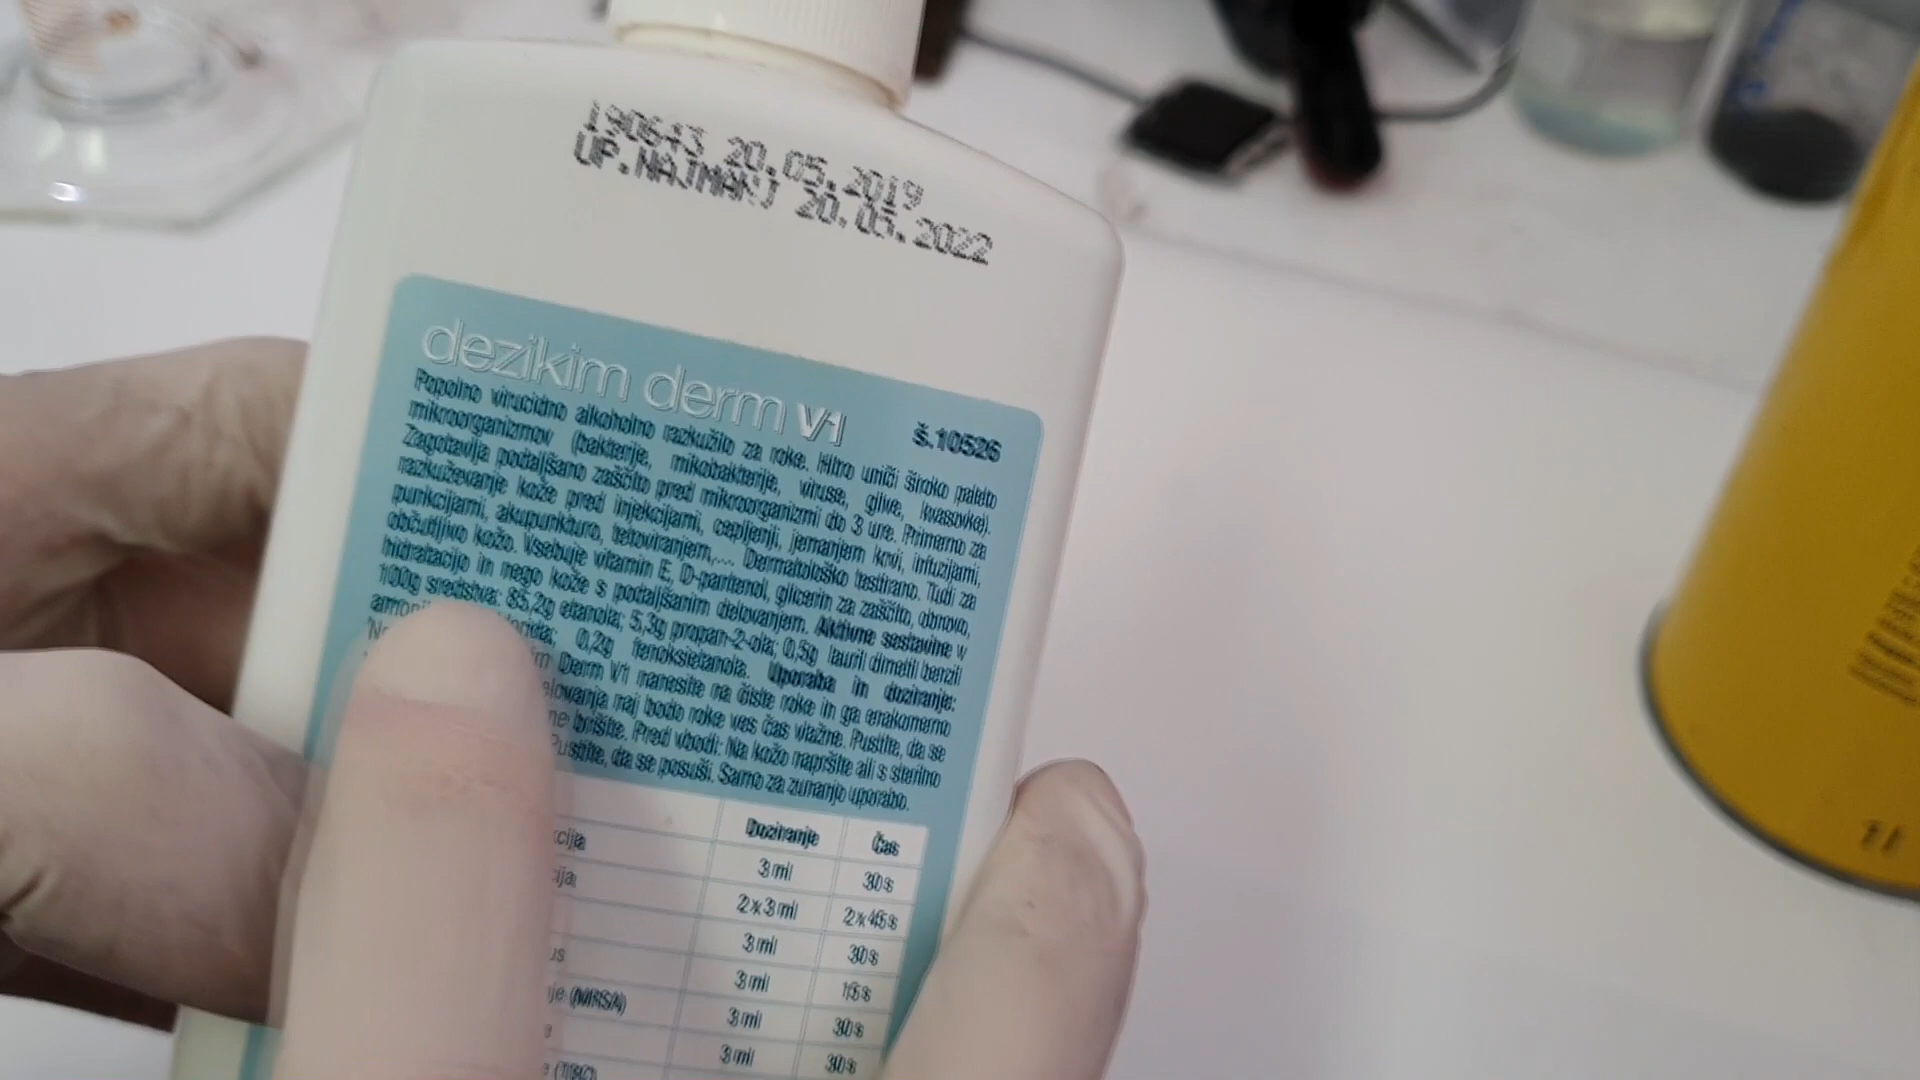 190643 20.05.2019
UP.NAJMANJ 20.05.2022
dezikim derm V1 š.10526
Popolno virucidno alkoholno razkužilo za roke. Hitro uniči široko paleto
mikroorganizmov (bakterije, mikobakterije, viruse, glive, kvasovke).
Zagotavlja podaljšano zaščito pred mikroorganizmi do 3 ure. Primerno za
razkuževanje kože pred injekcijami, cepljenji, jemanjem krvi, infuzijami,
punkcijami, akupunkturo, tetoviranjem.... Dermatološko testirano. Tudi za
občutljivo kožo. Vsebuje vitamin E, D-pantenol, glicerin za zaščito, obnovo,
hidratacijo in nego kože s podaljšanim delovanjem. Aktivne sestavine v
100g sredstva: 85,2g etanola; 5,3g propan-2-ola; 0,5g lauril dimetil benzil
0,2g fenoksietanola. Uporaba in doziranje:
Derm V1 nanesite na čiste roke in ga enakomerno
naj bodo roke ves čas vlažne. Pustite, da se
ne brišite. Pred vbodi: Na kožo napršite ali s sterilno
Pustite, da se posuši. Samo za zunanjo uporabo.
Doziranje Čas
3 ml 30 s
2 x 3 ml 2 x 45 s
3 ml 30 s
3 ml 15 s
(MRSA) 3 ml 30 s
3 ml 30 s
(TBC)
1 l